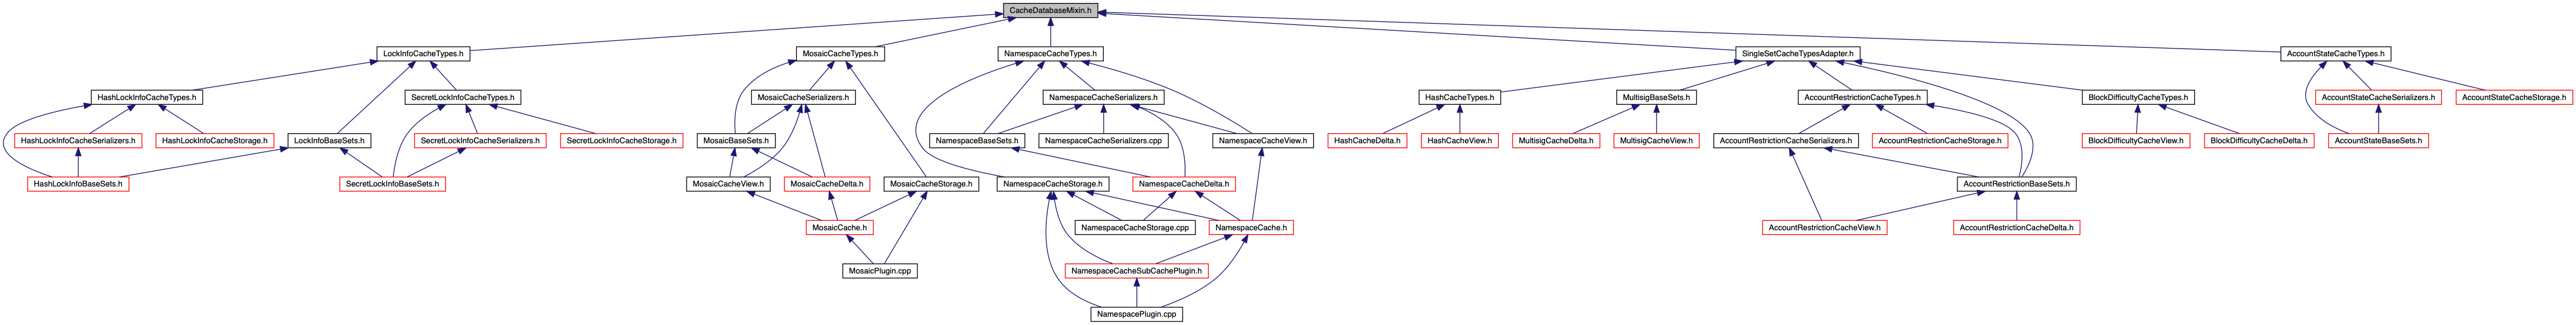 CacheDatabaseMixin.h
LockInfoCacheTypes.h
MosaicCacheTypes.h
NamespaceCacheTypes.h
SingleSetCacheTypesAdapter.h
AccountStateCacheTypes.h
HashLockInfoCacheTypes.h
SecretLockInfoCacheTypes.h
MosaicCacheSerializers.h
NamespaceCacheSerializers.h
HashCacheTypes.h
MultisigBaseSets.h
AccountRestrictionCacheTypes.h
BlockDifficultyCacheTypes.h
AccountStateCacheSerializers.h
AccountStateCacheStorage.h
HashLockInfoCacheSerializers.h
HashLockInfoCacheStorage.h
LockInfoBaseSets.h
SecretLockInfoCacheSerializers.h
SecretLockInfoCacheStorage.h
MosaicBaseSets.h
NamespaceBaseSets.h
NamespaceCacheSerializers.cpp
NamespaceCacheView.h
HashCacheDelta.h
HashCacheView.h
MultisigCacheDelta.h
MultisigCacheView.h
AccountRestrictionCacheSerializers.h
AccountRestrictionCacheStorage.h
BlockDifficultyCacheView.h
BlockDifficultyCacheDelta.h
AccountStateBaseSets.h
HashLockInfoBaseSets.h
SecretLockInfoBaseSets.h
MosaicCacheView.h
MosaicCacheDelta.h
MosaicCacheStorage.h
NamespaceCacheStorage.h
NamespaceCacheDelta.h
AccountRestrictionBaseSets.h
MosaicCache.h
NamespaceCacheStorage.cpp
NamespaceCache.h
AccountRestrictionCacheView.h
AccountRestrictionCacheDelta.h
MosaicPlugin.cpp
NamespaceCacheSubCachePlugin.h
NamespacePlugin.cpp